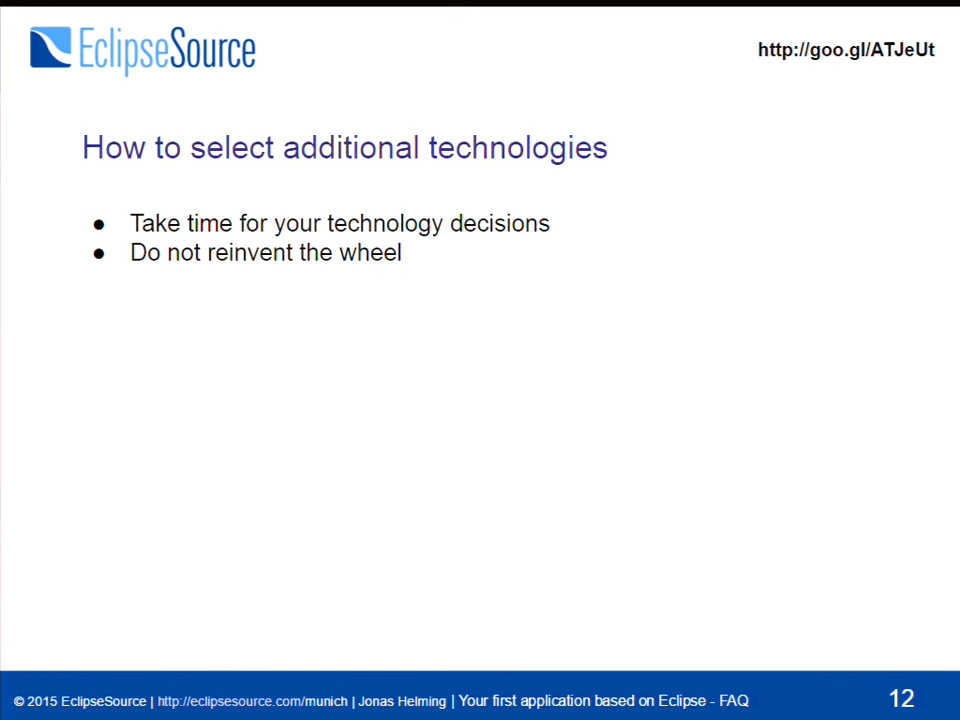 EclipseSource
http://goo.gl/ATJeUt
How to select additional technologies
● Take time for your technology decisions
● Do not reinvent the wheel
© 2015 EclipseSource | http://eclipsesource.com/munich | Jonas Helming | Your first application based on Eclipse - FAQ
12